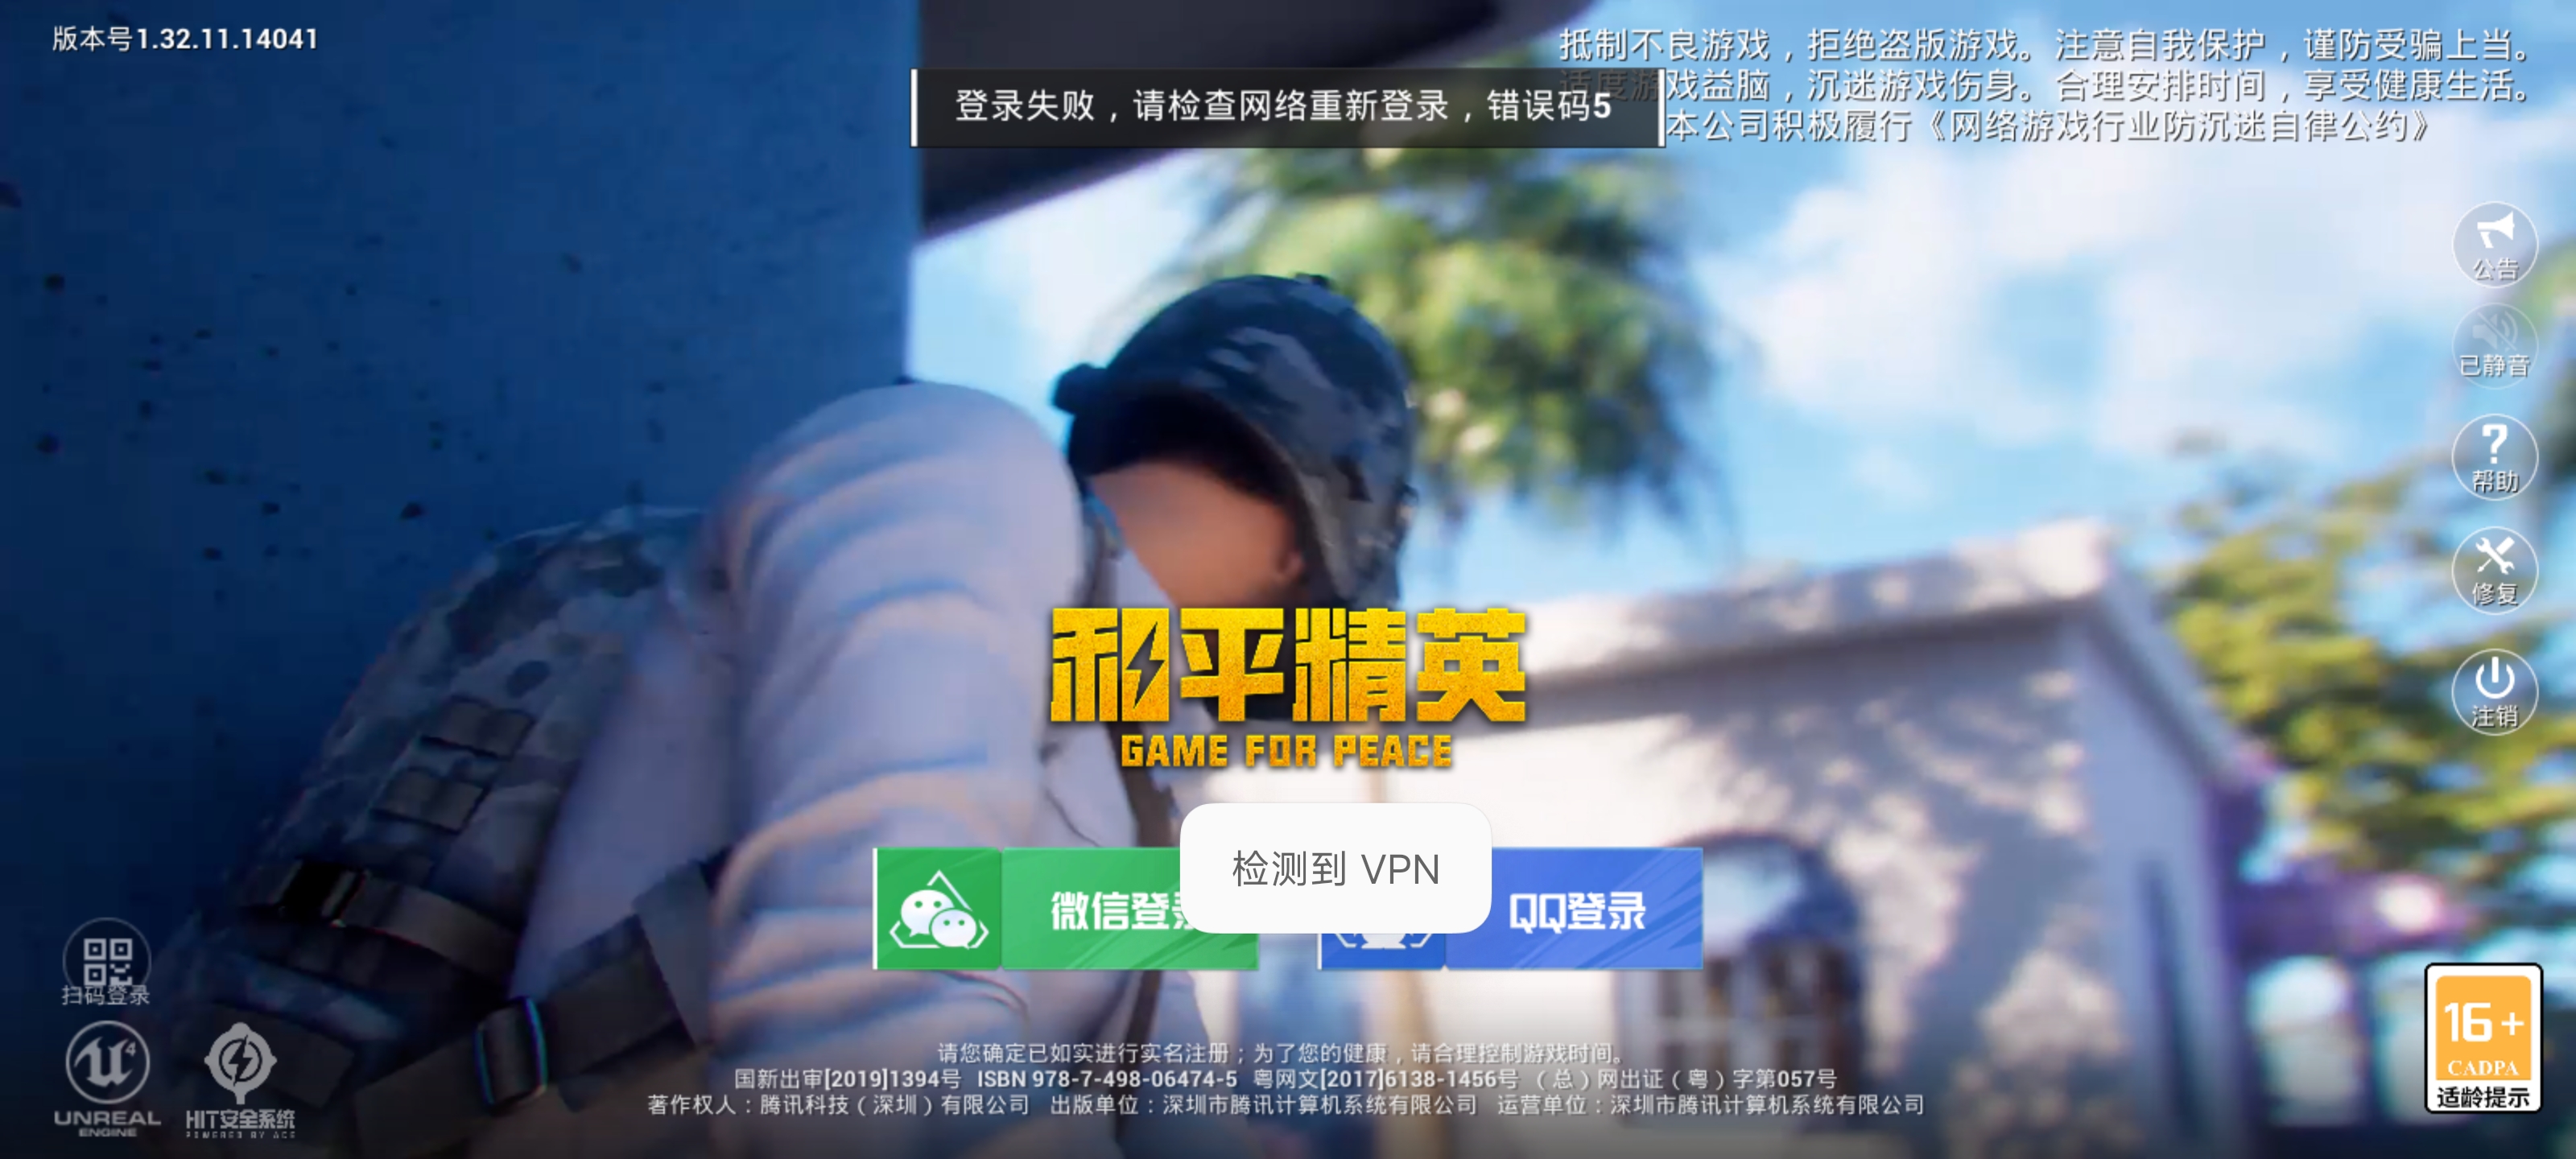 版本号1.32.11.14041
抵制不良游戏，拒绝盗版游戏。注意自我保护，谨防受骗上当。
适度游戏益脑，沉迷游戏伤身。合理安排时间，享受健康生活。
本公司积极履行《网络游戏行业防沉迷自律公约》
登录失败，请检查网络重新登录，错误码5
公告
已静音
?
帮助
修复
注销
和平精英
GAME FOR PEACE
检测到 VPN
微信登录
QQ登录
扫码登录
UNREAL
ENGINE
HIT安全系统
POWERED BY ACE
请您确定已如实进行实名注册；为了您的健康，请合理控制游戏时间。
国新出审[2019]1394号 ISBN 978-7-498-06474-5 粤网文[2017]6138-1456号 （总）网出证（粤）字第057号
著作权人：腾讯科技（深圳）有限公司 出版单位：深圳市腾讯计算机系统有限公司 运营单位：深圳市腾讯计算机系统有限公司
16+
CADPA
适龄提示